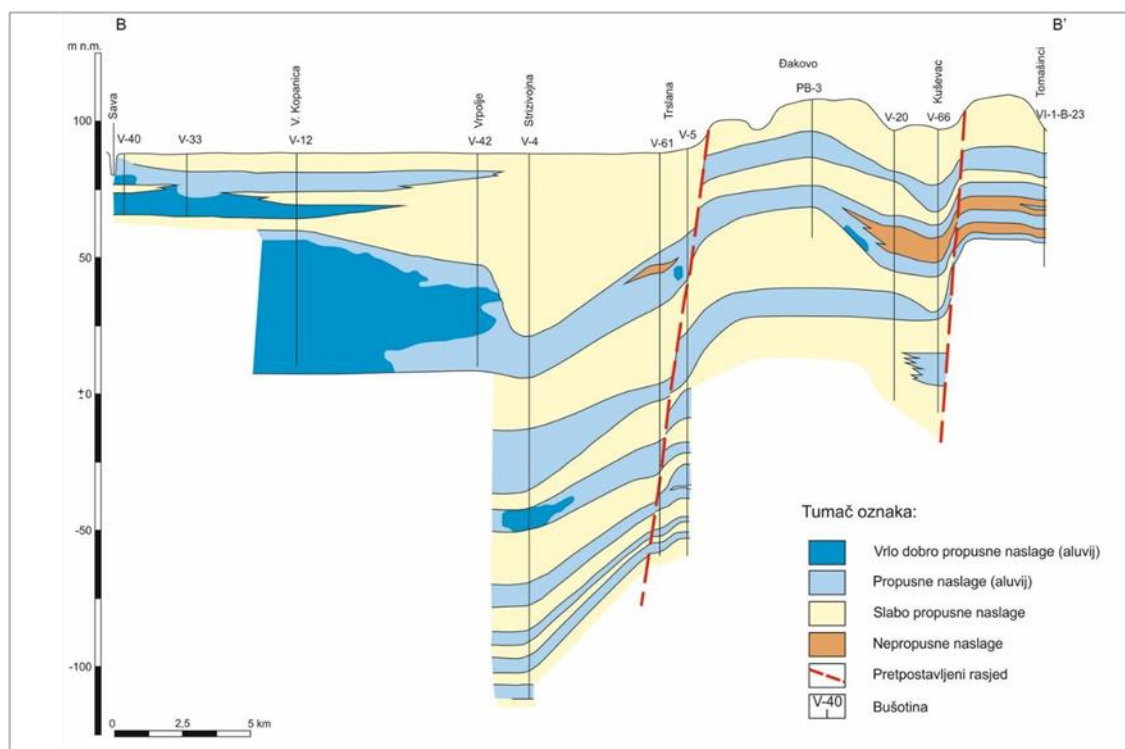 B
B'
m n.m.
Sava
V. Kopanica
Vrpolje
Strizivojna
Trslana
Đakovo
Kuševac
Tomašinci
V-40
V-33
V-12
V-42
V-4
V-61
V-5
PB-3
V-20
V-66
VI-1-B-23
100
50
±0
-50
-100
0
2,5
5 km
Tumač oznaka:
Vrlo dobro propusne naslage (aluvij)
Propusne naslage (aluvij)
Slabo propusne naslage
Nepropusne naslage
Pretpostavljeni rasjed
V-40
Bušotina